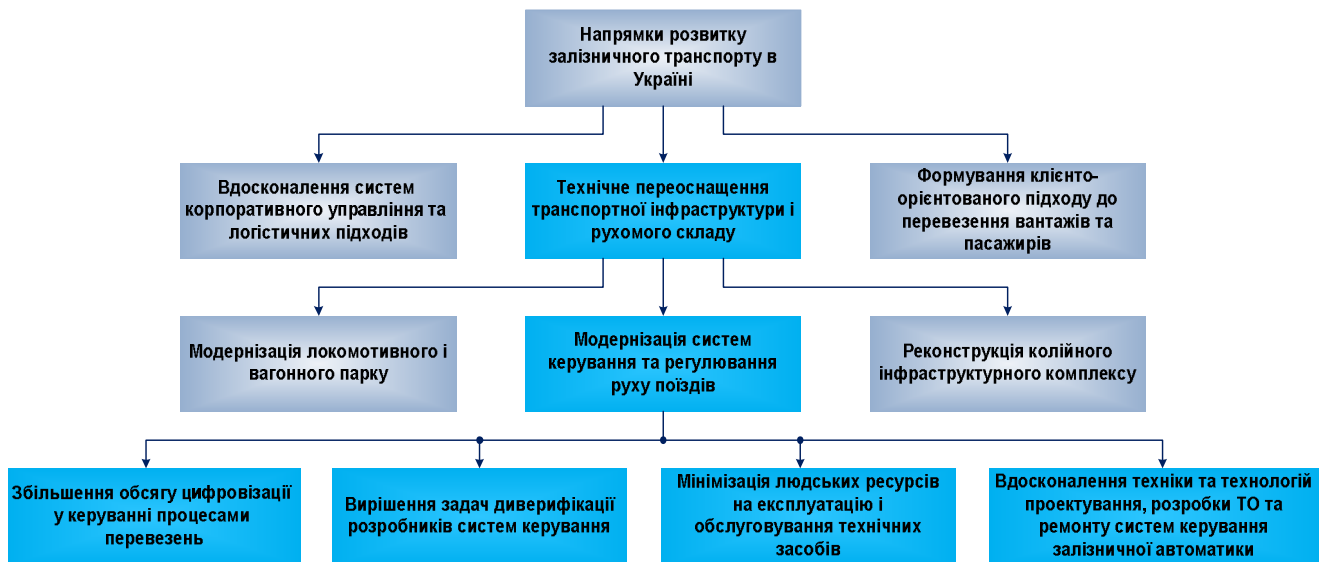 Напрямки розвитку
залізничного транспорту в
Україні
Вдосконалення систем
корпоративного управління та
логістичних підходів
Технічне переоснащення
транспортної інфраструктури і
рухомого складу
Формування клієнто-
орієнтованого підходу до
перевезення вантажів та
пасажирів
Модернізація локомотивного і
вагонного парку
Модернізація систем
керування та регулювання
руху поїздів
Реконструкція колійного
інфраструктурного комплексу
Збільшення обсягу цифровізації
у керуванні процесами
перевезень
Вирішення задач диверифікації
розробників систем керування
Мінімізація людських ресурсів
на експлуатацію і
обслуговування технічних
засобів
Вдосконалення техніки та технологій
проектування, розробки ТО та
ремонту систем керування
залізничної автоматики